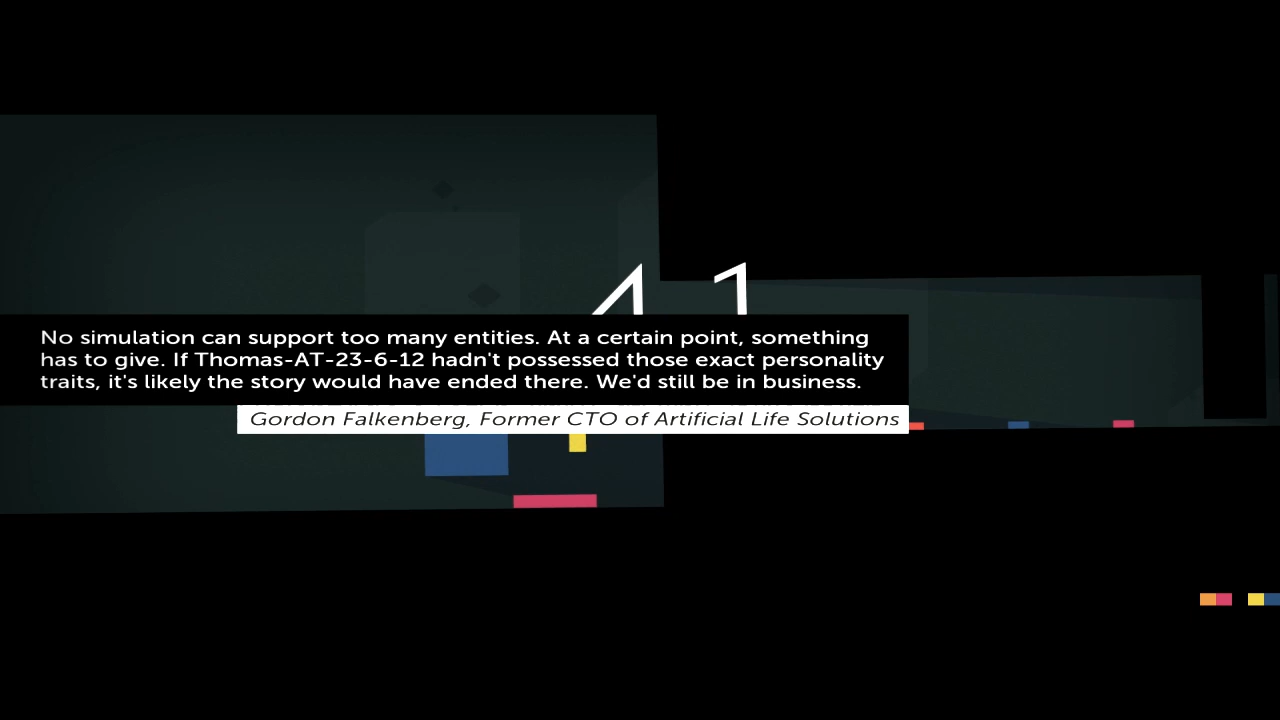 4.1
No simulation can support too many entities. At a certain point, something
has to give. If Thomas-AT-23-6-12 hadn't possessed those exact personality
traits, it's likely the story would have ended there. We'd still be in business.
Gordon Falkenberg, Former CTO of Artificial Life Solutions